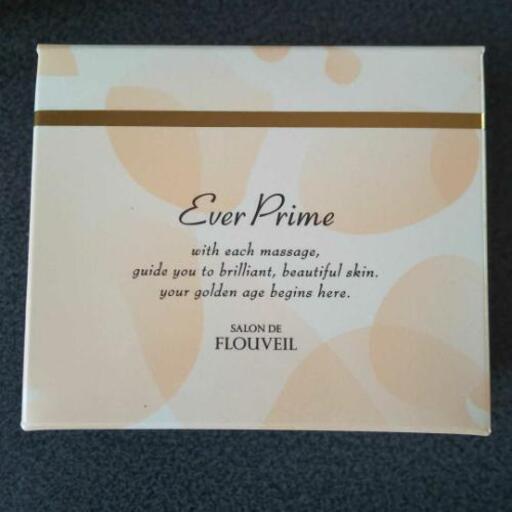 Ever Prime
with each massage,
guide you to brilliant, beautiful skin.
your golden age begins here.
SALON DE
FLOUVEIL